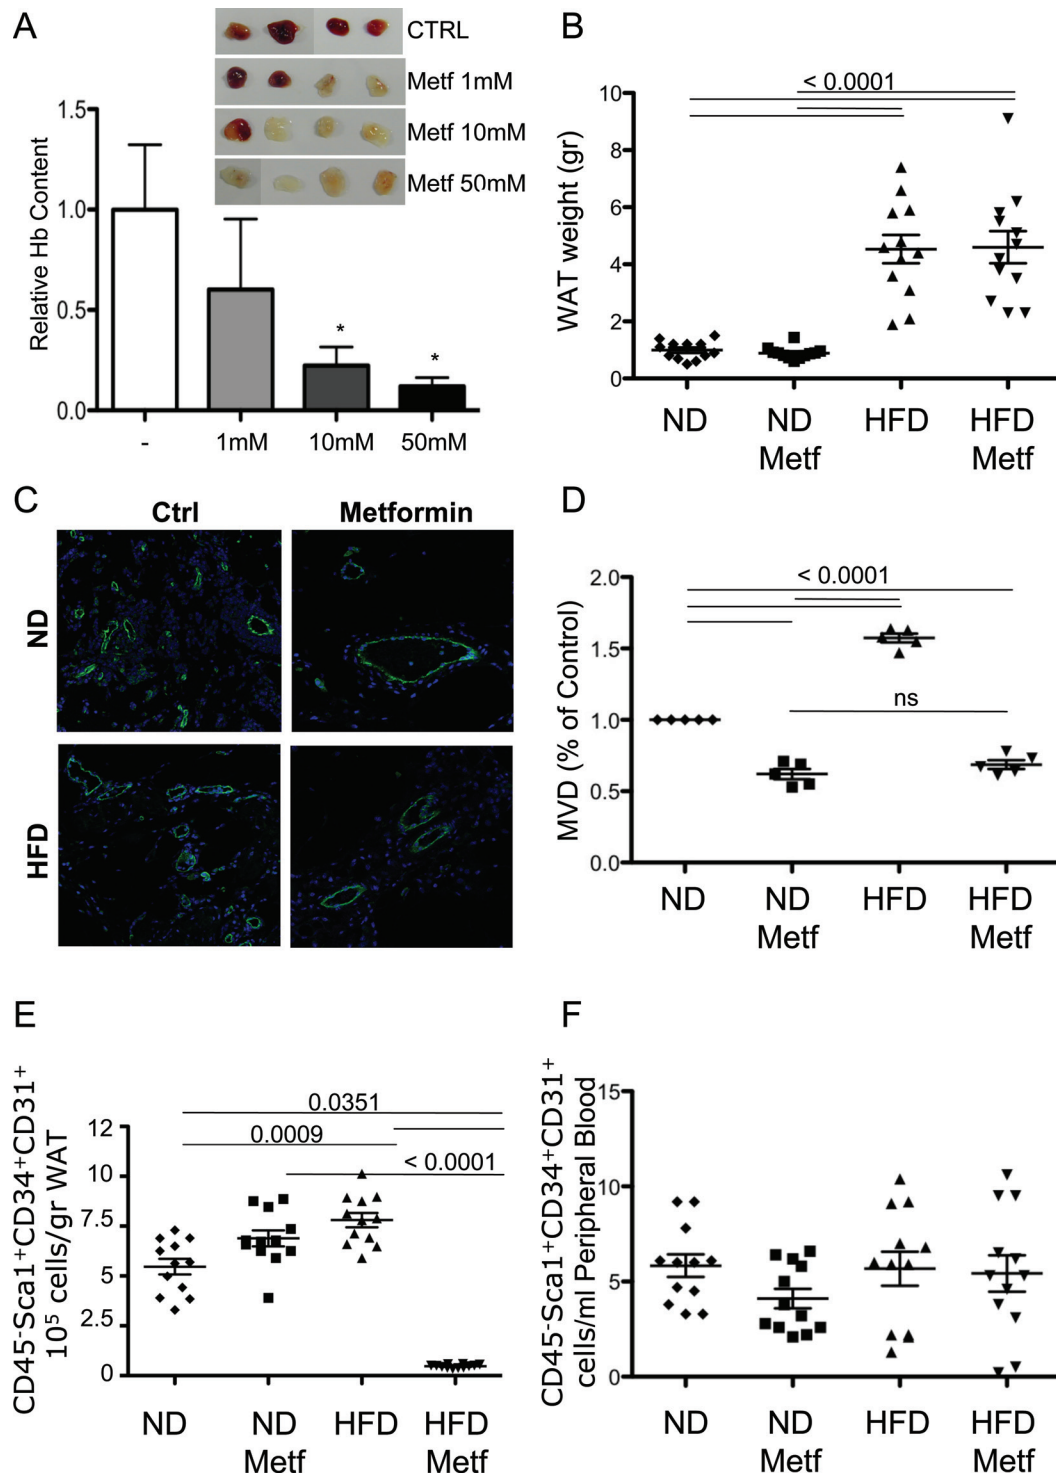 A
CTRL
Metf 1mM
Metf 10mM
Metf 50mM
Relative Hb Content
1.5
1.0
0.5
0.0
*
*
-
1mM
10mM
50mM
B
< 0.0001
WAT weight (gr)
10
8
6
4
2
0
ND
ND
Metf
HFD
HFD
Metf
C
Ctrl
Metformin
ND
HFD
D
< 0.0001
ns
MVD (% of Control)
2.0
1.5
1.0
0.5
0.0
ND
ND
Metf
HFD
HFD
Metf
E
CD45⁻Sca1⁺CD34⁺CD31⁺
10⁵ cells/gr WAT
0.0351
0.0009
< 0.0001
12
10
7.5
5
2.5
0
ND
ND
Metf
HFD
HFD
Metf
F
CD45⁻Sca1⁺CD34⁺CD31⁺
cells/ml Peripheral Blood
15
10
5
0
ND
ND
Metf
HFD
HFD
Metf